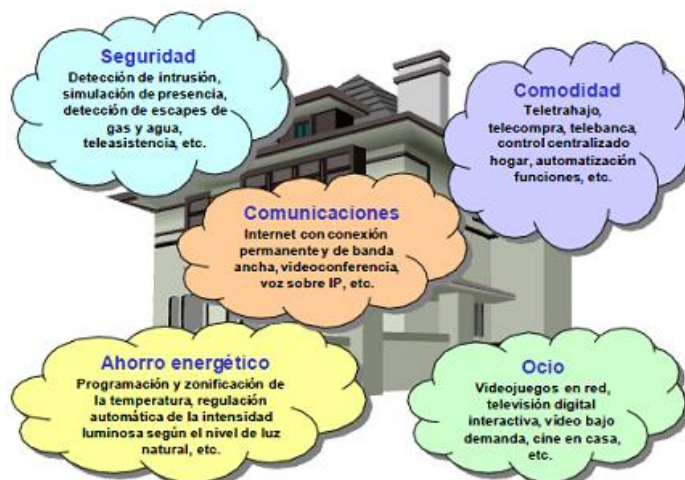 Seguridad
Detección de intrusión,
simulación de presencia,
detección de escapes de
gas y agua,
teleasistencia, etc.
Comodidad
Teletrahajo,
telecompra, telebanca,
control centralizado
hogar, automatización
funciones, etc.
Comunicaciones
Internet con conexión
permanente y de banda
ancha, videoconferencia,
voz sobre IP, etc.
Ahorro energético
Programación y zonificación de
la temperatura, regulación
automática de la intensidad
luminosa según el nivel de luz
natural, etc.
Ocio
Videojuegos en red,
televisión digital
interactiva, vídeo bajo
demanda, cine en casa,
etc.